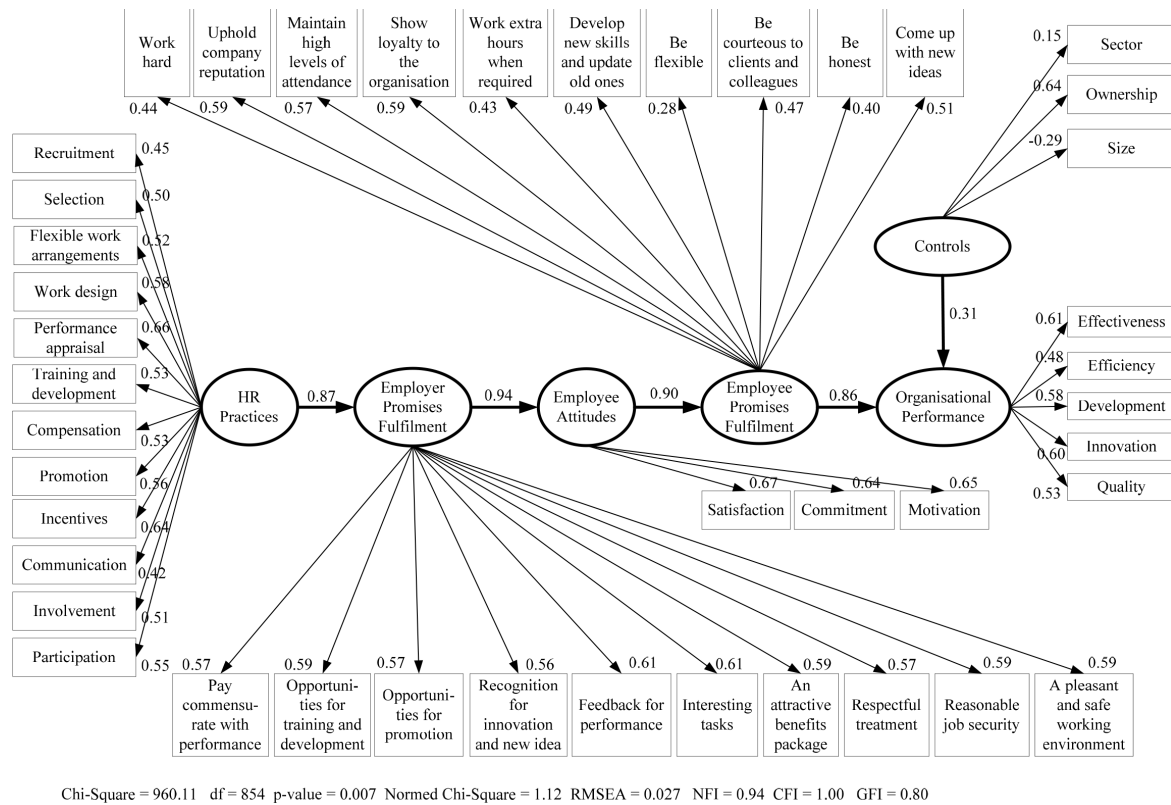 Work
hard
Uphold
company
reputation
Maintain
high
levels of
attendance
Show
loyalty to
the
organisation
Work extra
hours
when
required
Develop
new skills
and update
old ones
Be
flexible
Be
courteous to
clients and
colleagues
Be
honest
Come up
with new
ideas
0.44
0.59
0.57
0.59
0.43
0.49
0.28
0.47
0.40
0.51
0.15
Sector
0.64
Ownership
-0.29
Size
Controls
0.31
Recruitment
0.45
Selection
0.50
Flexible work
arrangements
0.52
Work design
0.58
Performance
appraisal
0.66
Training and
development
0.53
Compensation
0.53
Promotion
0.56
Incentives
0.64
Communication
0.42
Involvement
0.51
Participation
0.55
HR
Practices
0.87
Employer
Promises
Fulfilment
0.94
Employee
Attitudes
0.90
Employee
Promises
Fulfilment
0.86
Organisational
Performance
0.61
Effectiveness
0.48
Efficiency
0.58
Development
Innovation
0.60
Quality
0.53
0.67
0.64
0.65
Satisfaction
Commitment
Motivation
0.57
0.59
0.57
0.56
0.61
0.61
0.59
0.57
0.59
0.59
Pay
commensu-
rate with
performance
Opportuni-
ties for
training and
development
Opportuni-
ties for
promotion
Recognition
for
innovation
and new idea
Feedback for
performance
Interesting
tasks
An
attractive
benefits
package
Respectful
treatment
Reasonable
job security
A pleasant
and safe
working
environment
Chi-Square = 960.11 df = 854 p-value = 0.007 Normed Chi-Square = 1.12 RMSEA = 0.027 NFI = 0.94 CFI = 1.00 GFI = 0.80